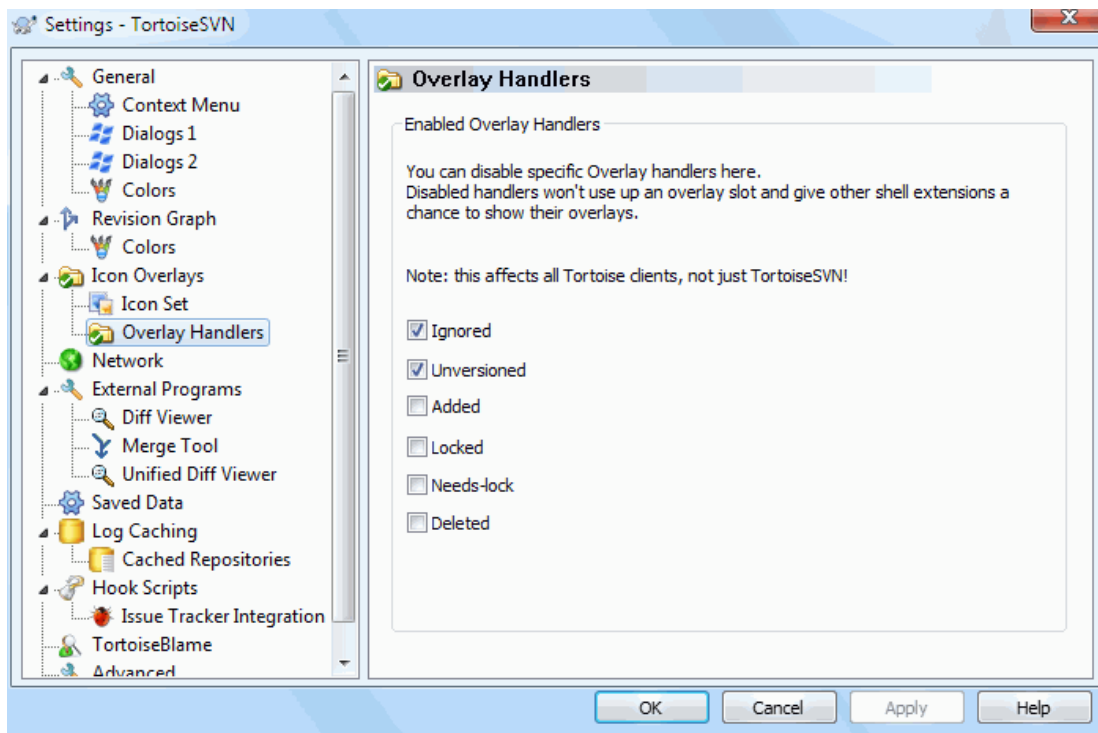 Settings - TortoiseSVN
General
Context Menu
Dialogs 1
Dialogs 2
Colors
Revision Graph
Colors
Icon Overlays
Icon Set
Overlay Handlers
Network
External Programs
Diff Viewer
Merge Tool
Unified Diff Viewer
Saved Data
Log Caching
Cached Repositories
Hook Scripts
Issue Tracker Integration
TortoiseBlame
Advanced
Overlay Handlers
Enabled Overlay Handlers
You can disable specific Overlay handlers here.
Disabled handlers won't use up an overlay slot and give other shell extensions a
chance to show their overlays.
Note: this affects all Tortoise clients, not just TortoiseSVN!
Ignored
Unversioned
Added
Locked
Needs-lock
Deleted
OK
Cancel
Apply
Help